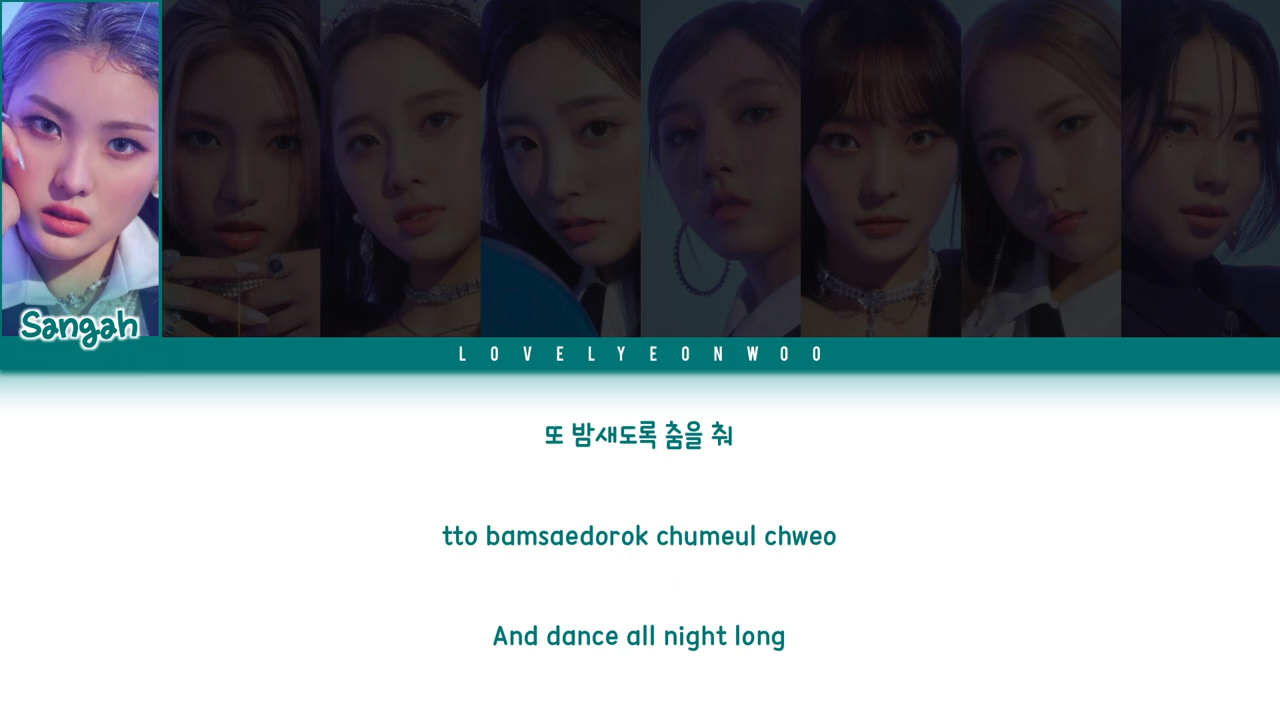 Sangah
LOVELYEONWOO
또 밤새도록 춤을 춰
tto bamsaedorok chumeul chweo
And dance all night long